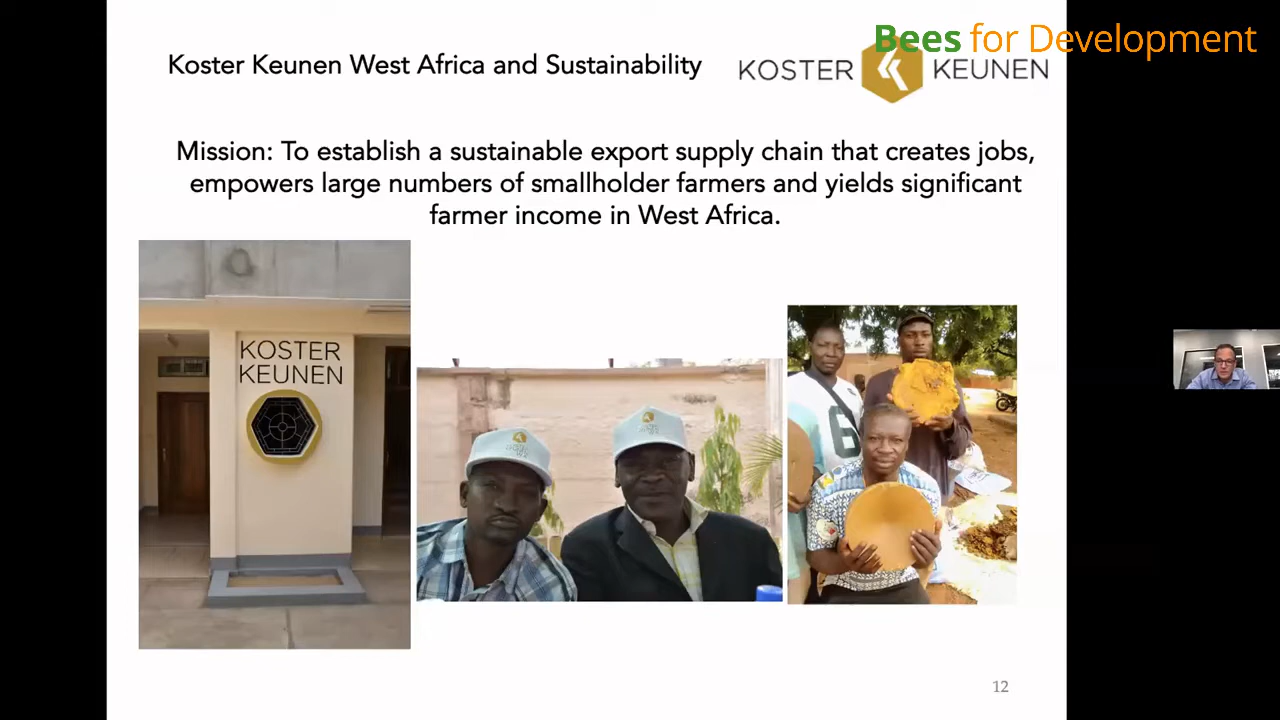 Bees for Development
Koster Keunen West Africa and Sustainability
KOSTER KEUNEN
Mission: To establish a sustainable export supply chain that creates jobs,
empowers large numbers of smallholder farmers and yields significant
farmer income in West Africa.
KOSTER
KEUNEN
6
12